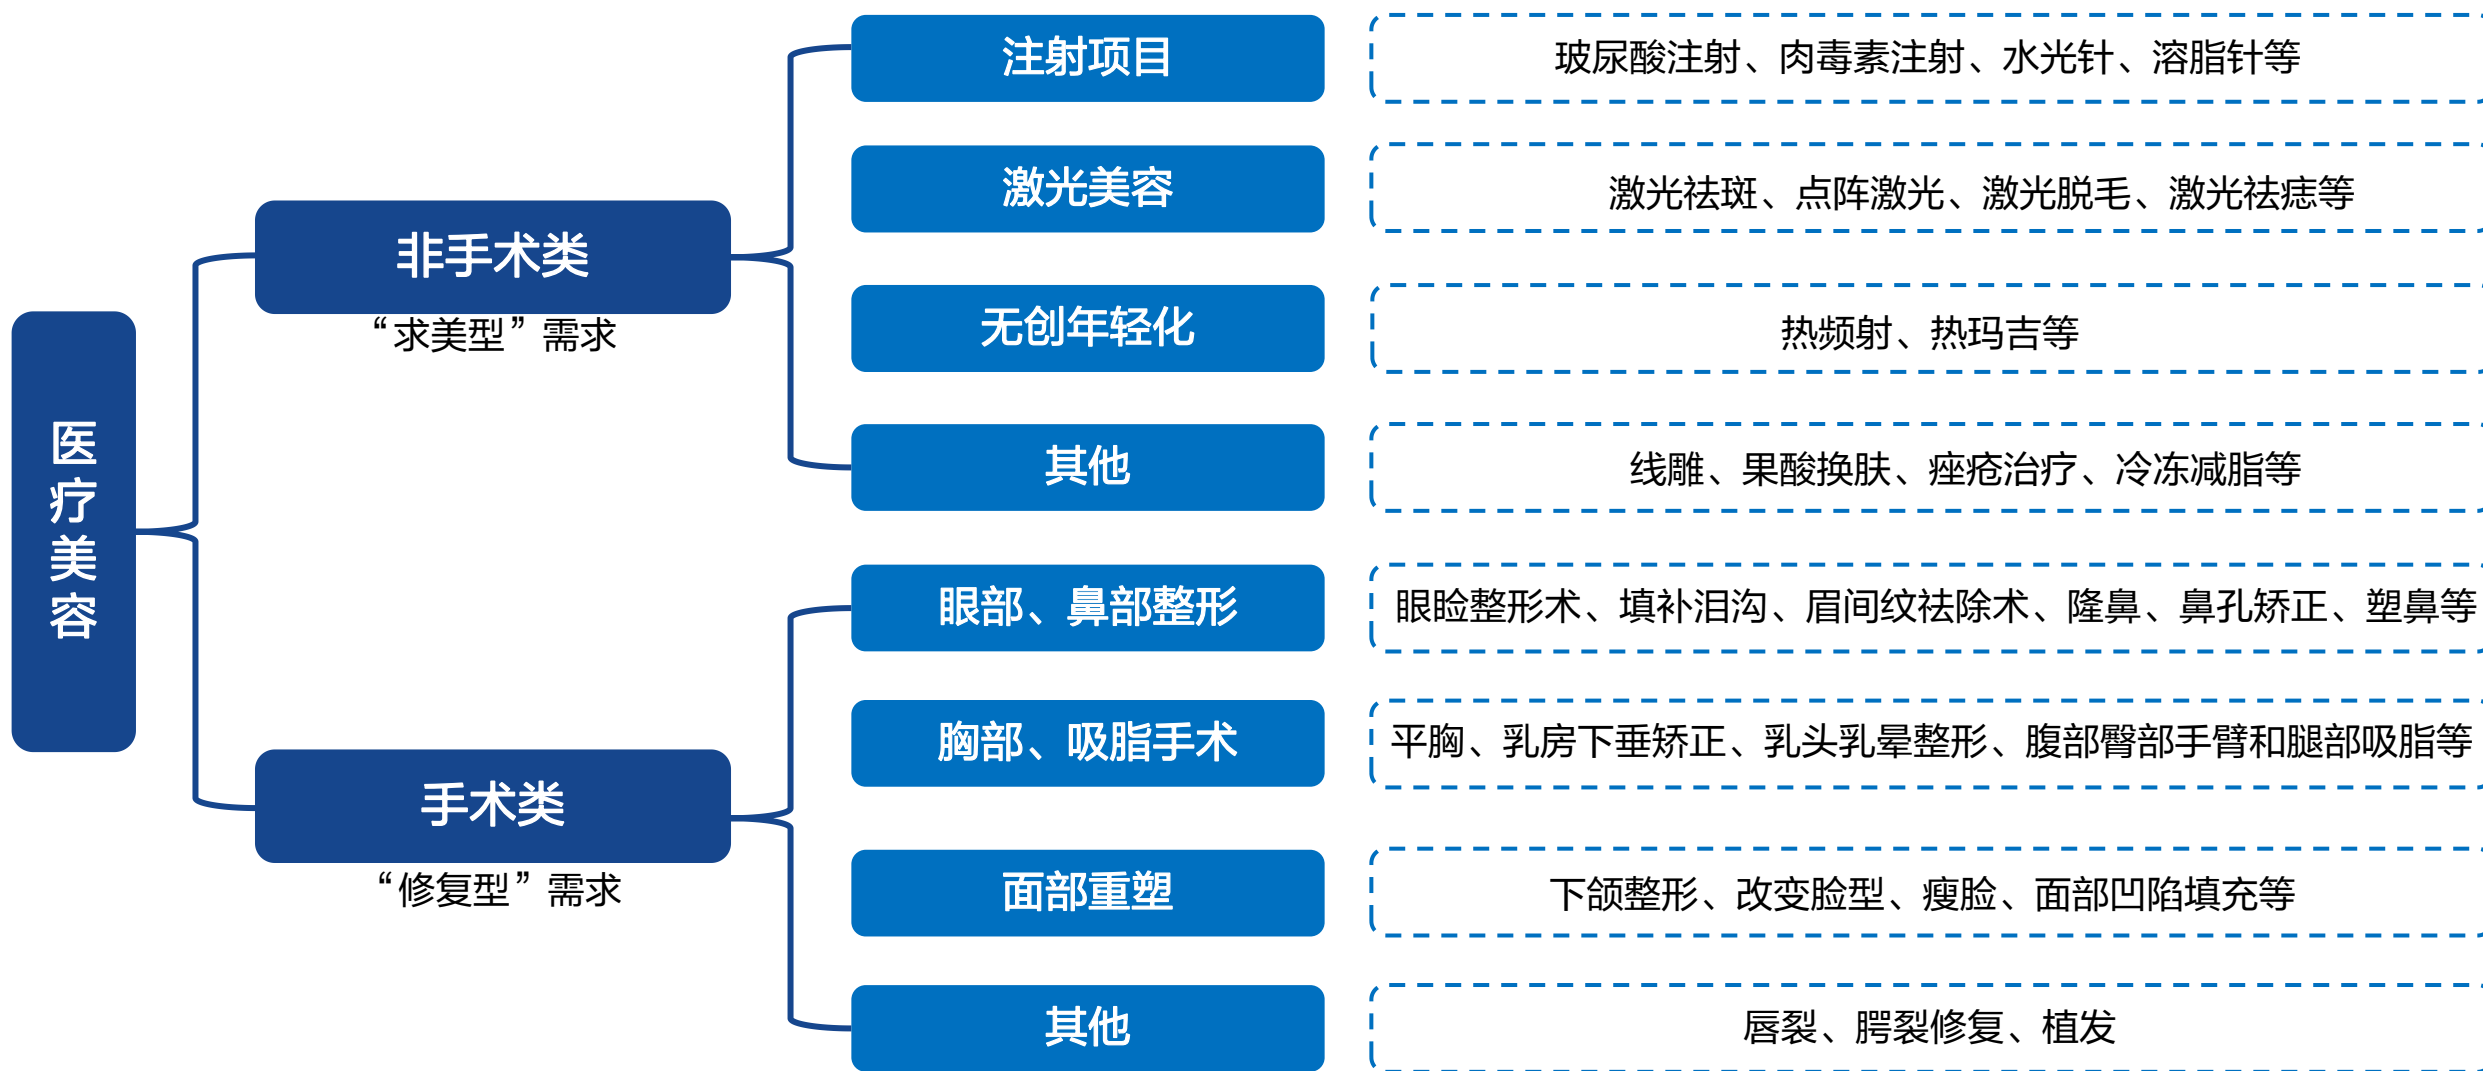 医疗美容
非手术类
“求美型”需求
注射项目
玻尿酸注射、肉毒素注射、水光针、溶脂针等
激光美容
激光祛斑、点阵激光、激光脱毛、激光祛痣等
无创年轻化
热频射、热玛吉等
其他
线雕、果酸换肤、痤疮治疗、冷冻减脂等
手术类
“修复型”需求
眼部、鼻部整形
眼睑整形术、填补泪沟、眉间纹祛除术、隆鼻、鼻孔矫正、塑鼻等
胸部、吸脂手术
平胸、乳房下垂矫正、乳头乳晕整形、腹部臀部手臂和腿部吸脂等
面部重塑
下颌整形、改变脸型、瘦脸、面部凹陷填充等
其他
唇裂、腭裂修复、植发